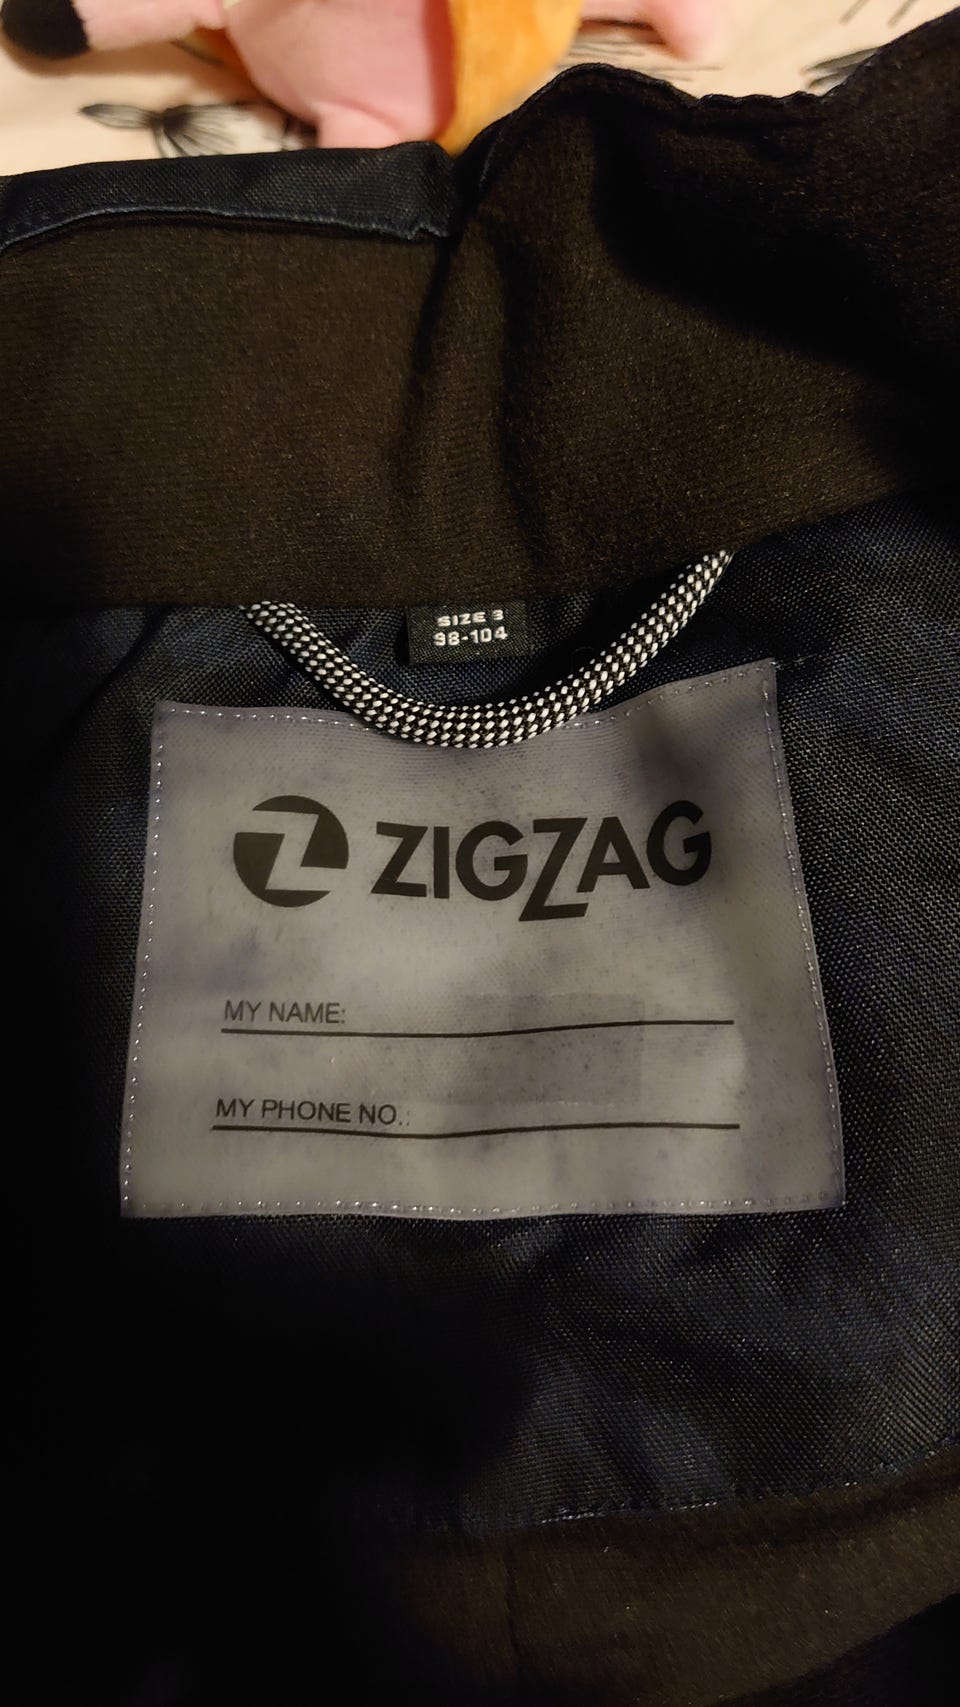 SIZE 3
98-104
ZIGZAG
MY NAME:
MY PHONE NO.: